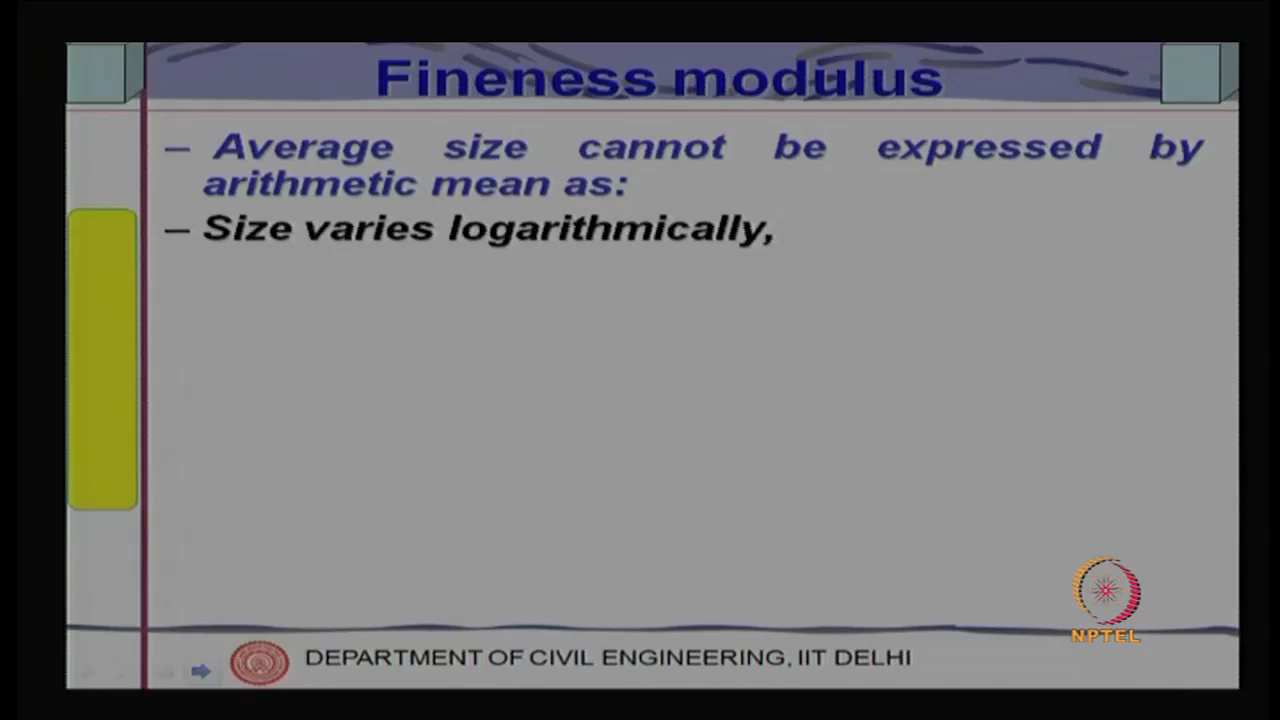 Fineness modulus
– Average size cannot be expressed by
arithmetic mean as:
– Size varies logarithmically,
NPTEL
DEPARTMENT OF CIVIL ENGINEERING, IIT DELHI